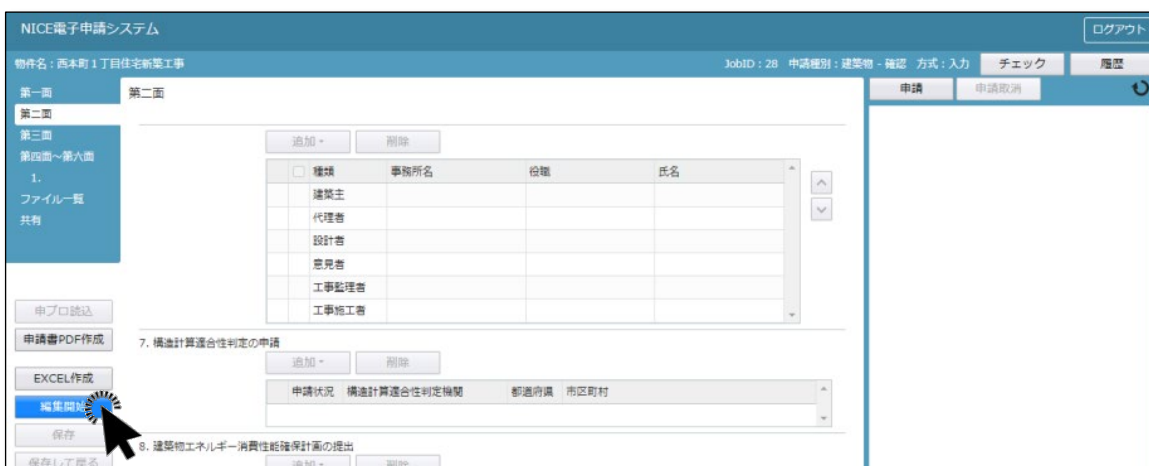 NICE電子申請システム
ログアウト
物件名：西本町１丁目住宅新築工事
JobID：28 申請種別：建築物 - 確認 方式：入力
チェック
履歴
第一面
第二面
第三面
第四面～第六面
1.
ファイル一覧
共有
第二面
申請
申請取消
追加
削除
種類 事務所名 役職 氏名
建築主
代理者
設計者
意見者
工事監理者
工事施工者
申プロ読込
申請書PDF作成
EXCEL作成
編集開始
保存
保存して戻る
7. 構造計算適合性判定の申請
追加
削除
申請状況 構造計算適合性判定機関 都道府県 市区町村
8. 建築物エネルギー消費性能確保計画の提出
追加
削除